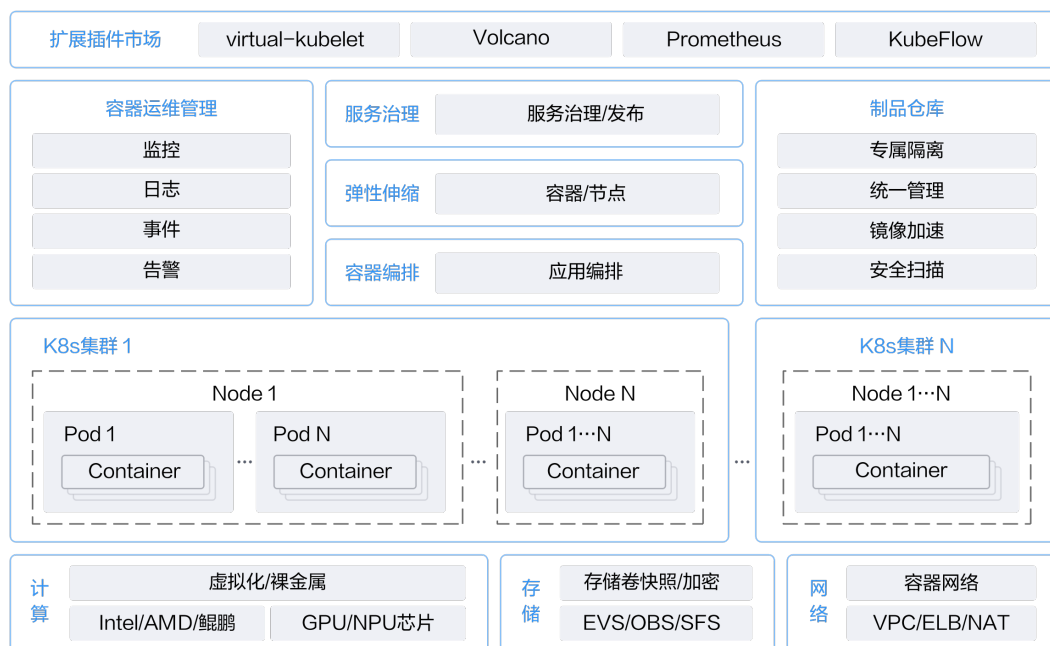 扩展插件市场 virtual-kubelet Volcano Prometheus KubeFlow
容器运维管理
监控
日志
事件
告警
服务治理 服务治理/发布
弹性伸缩 容器/节点
容器编排 应用编排
制品仓库
专属隔离
统一管理
镜像加速
安全扫描
K8s集群 1
Node 1
Pod 1
Container
...
Pod N
Container
...
Node N
Pod 1…N
Container
...
K8s集群 N
Node 1…N
Pod 1…N
Container
计算
虚拟化/裸金属
Intel/AMD/鲲鹏 GPU/NPU芯片
存储
存储卷快照/加密
EVS/OBS/SFS
网络
容器网络
VPC/ELB/NAT